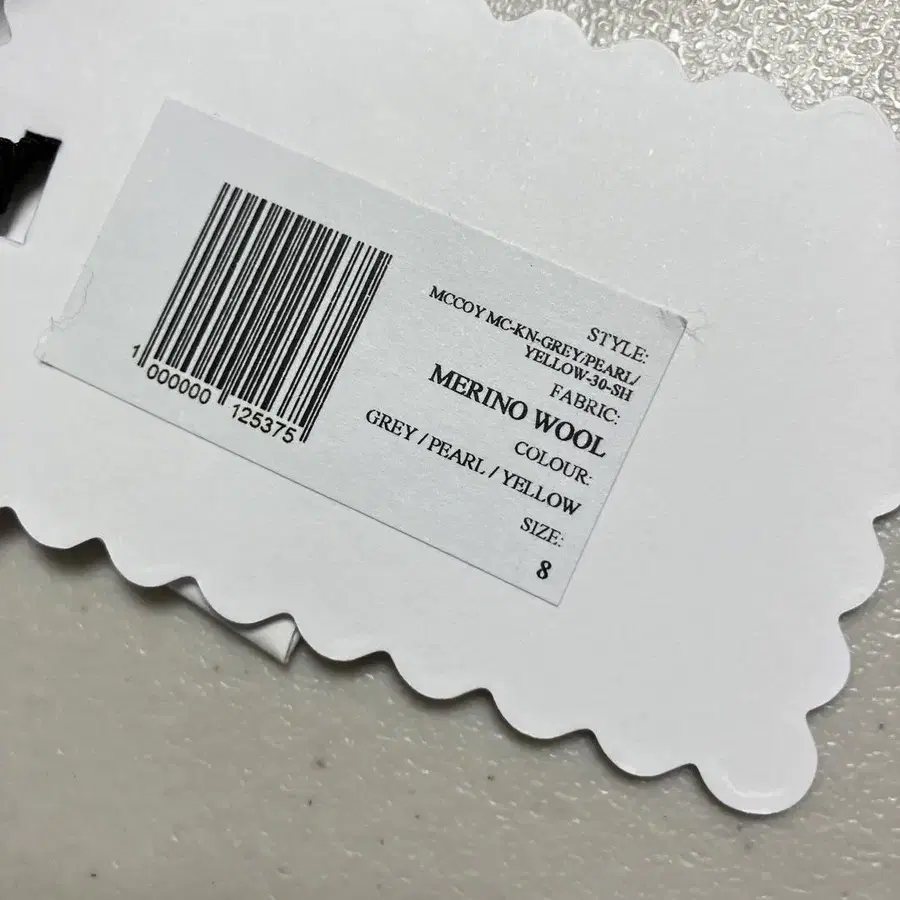 STYLE:
MCCOY MC-KN-GREY/PEARL/
YELLOW-30-SH
FABRIC:
MERINO WOOL
COLOUR:
GREY / PEARL / YELLOW
SIZE:
8
1 000000 125375